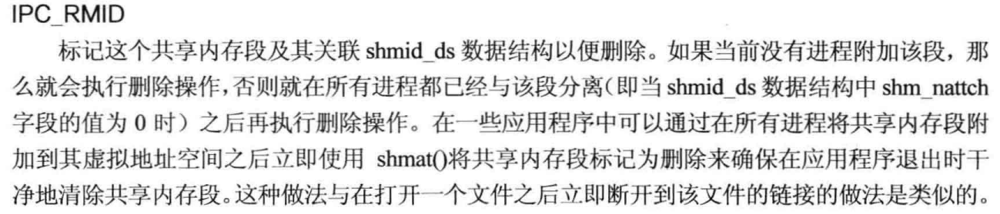 IPC_RMID
标记这个共享内存段及其关联 shmid_ds 数据结构以便删除。如果当前没有进程附加该段，那
么就会执行删除操作，否则就在所有进程都已经与该段分离（即当 shmid_ds 数据结构中 shm_nattch
字段的值为 0 时）之后再执行删除操作。在一些应用程序中可以通过在所有进程将共享内存段附
加到其虚拟地址空间之后立即使用 shmat()将共享内存段标记为删除来确保在应用程序退出时干
净地清除共享内存段。这种做法与在打开一个文件之后立即断开到该文件的链接的做法是类似的。